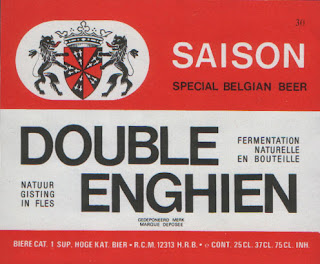 30
SAISON
SPECIAL BELGIAN BEER
DOUBLE
FERMENTATION
NATURELLE
EN BOUTEILLE
NATUUR
GISTING
IN FLES
ENGHIEN
GEDEPONEERD MERK
MARQUE DEPOSEE
BIERE CAT. 1 SUP. HOGE KAT. BIER • R.C.M. 12313 H.R.B. • e CONT. 25 CL. 37 CL. 75 CL. INH.